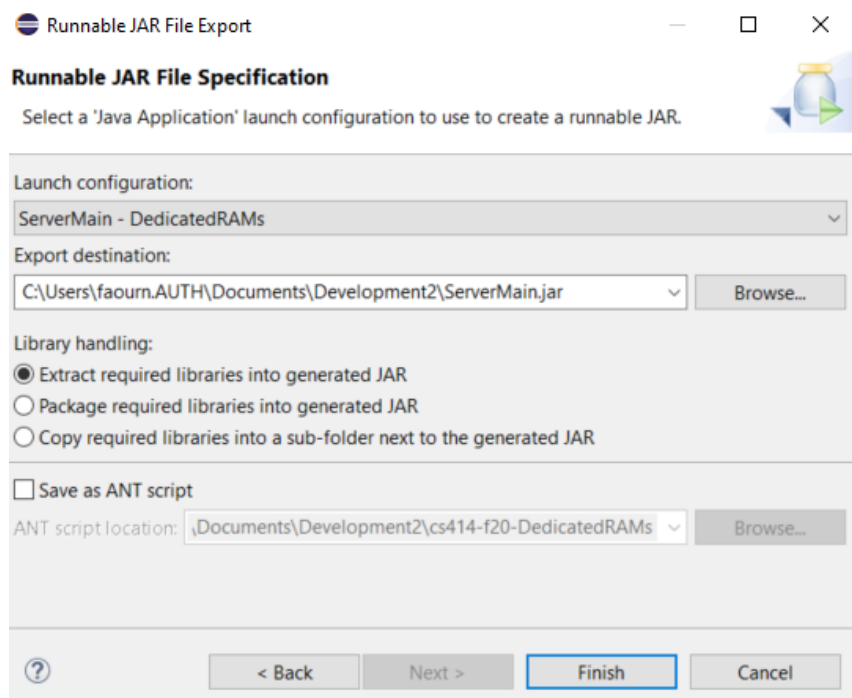 Runnable JAR File Export
Runnable JAR File Specification
Select a 'Java Application' launch configuration to use to create a runnable JAR.
Launch configuration:
ServerMain - DedicatedRAMs
Export destination:
C:\Users\faourn.AUTH\Documents\Development2\ServerMain.jar
Browse...
Library handling:
Extract required libraries into generated JAR
Package required libraries into generated JAR
Copy required libraries into a sub-folder next to the generated JAR
Save as ANT script
ANT script location: \Documents\Development2\cs414-f20-DedicatedRAMs Browse...
? < Back Next > Finish Cancel